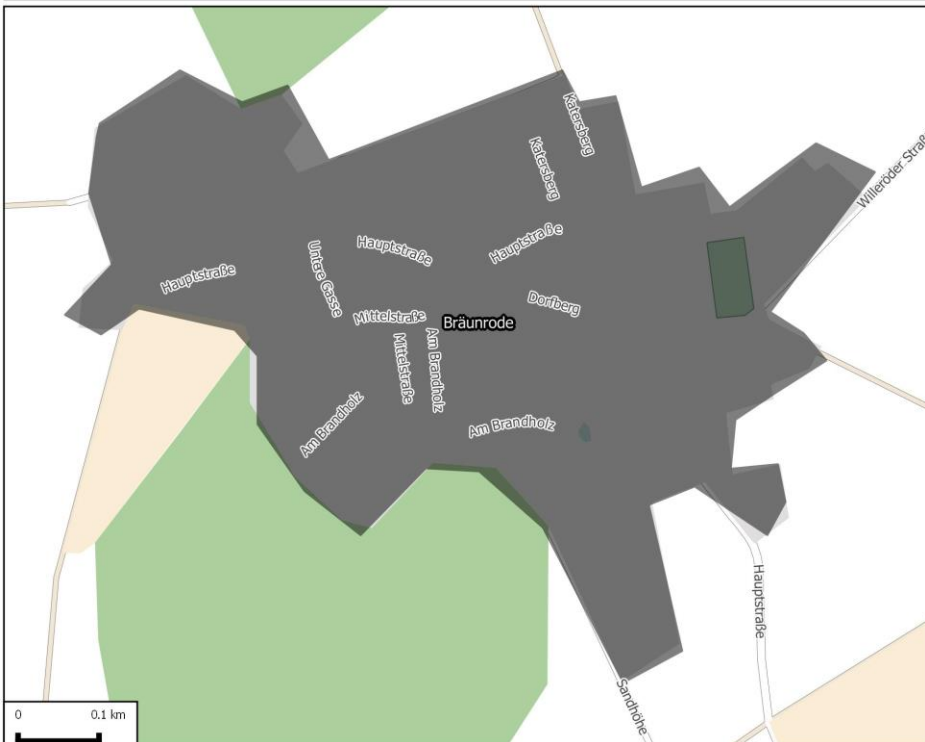 Katersberg
Katersberg
Willeröder Straß
Hauptstraße
Hauptstraße
Untere Gasse
Hauptstraße
Dorfberg
Mittelstraße
Bräunrode
Mittelstraße
Am Brandholz
Am Brandholz
Am Brandholz
Hauptstraße
Sandhöhe
0 0.1 km